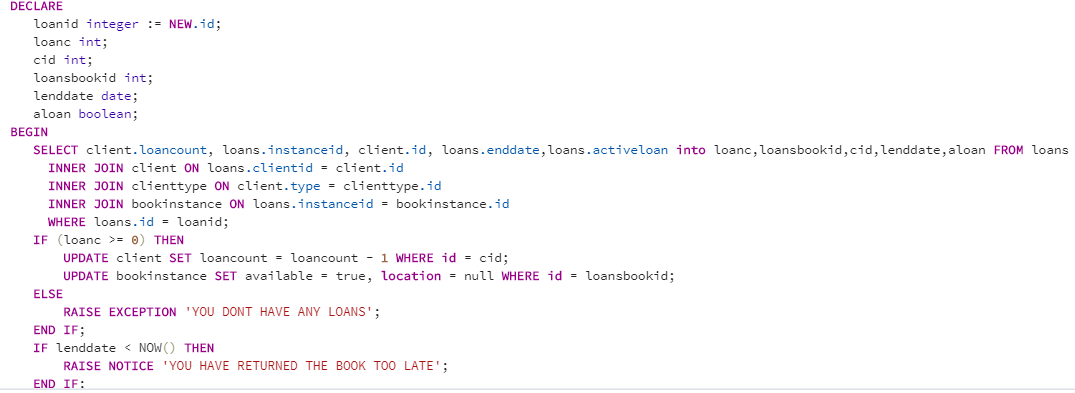 DECLARE
loanid integer := NEW.id;
loanc int;
cid int;
loansbookid int;
lenddate date;
aloan boolean;
BEGIN
SELECT client.loancount, loans.instanceid, client.id, loans.enddate,loans.activeloan into loanc,loansbookid,cid,lenddate,aloan FROM loans
INNER JOIN client ON loans.clientid = client.id
INNER JOIN clienttype ON client.type = clienttype.id
INNER JOIN bookinstance ON loans.instanceid = bookinstance.id
WHERE loans.id = loanid;
IF (loanc >= 0) THEN
UPDATE client SET loancount = loancount - 1 WHERE id = cid;
UPDATE bookinstance SET available = true, location = null WHERE id = loansbookid;
ELSE
RAISE EXCEPTION 'YOU DONT HAVE ANY LOANS';
END IF;
IF lenddate < NOW() THEN
RAISE NOTICE 'YOU HAVE RETURNED THE BOOK TOO LATE';
END IF;